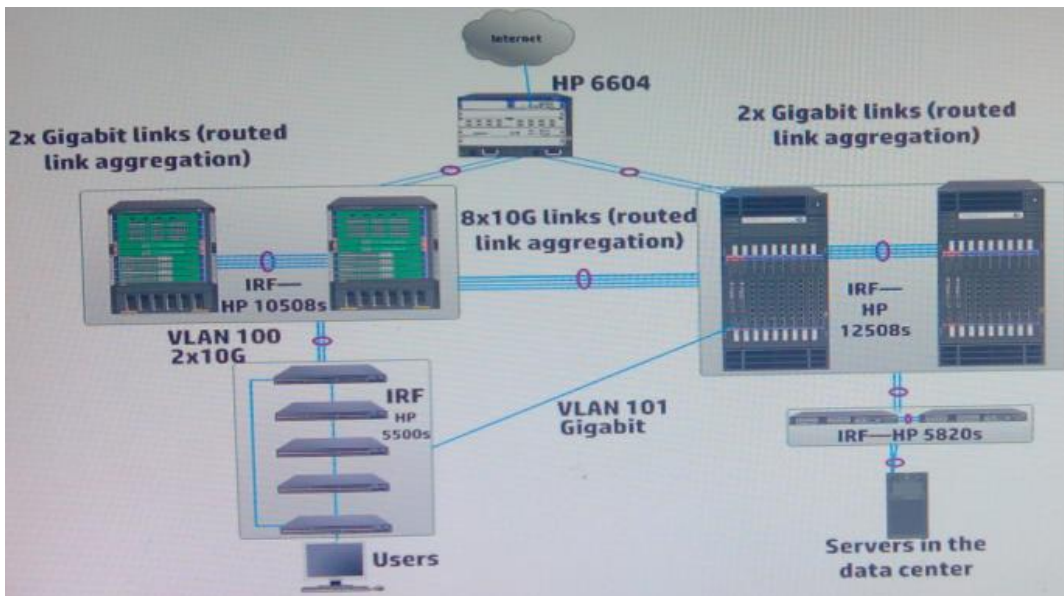 Internet
HP 6604
2x Gigabit links (routed
link aggregation)
2x Gigabit links (routed
link aggregation)
8x10G links (routed
link aggregation)
IRF—
HP 10508s
IRF—
HP
12508s
VLAN 100
2x10G
IRF
HP
5500s
VLAN 101
Gigabit
IRF—HP 5820s
Users
Servers in the
data center